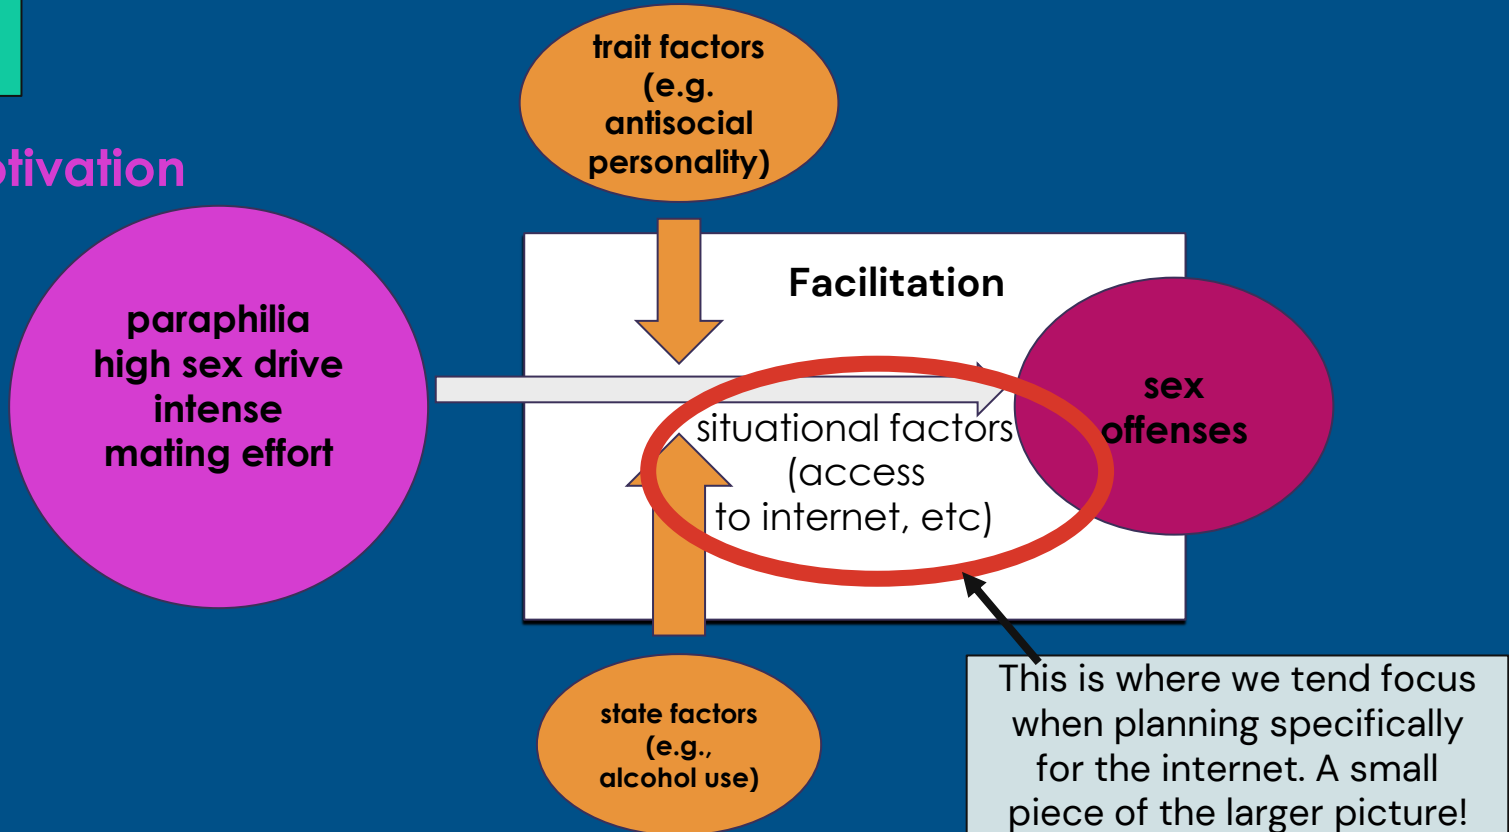 trait factors
(e.g.
antisocial
personality)
otivation
paraphilia
high sex drive
intense
mating effort
Facilitation
situational factors
(access
to internet, etc)
sex
offenses
state factors
(e.g.,
alcohol use)
This is where we tend focus
when planning specifically
for the internet. A small
piece of the larger picture!